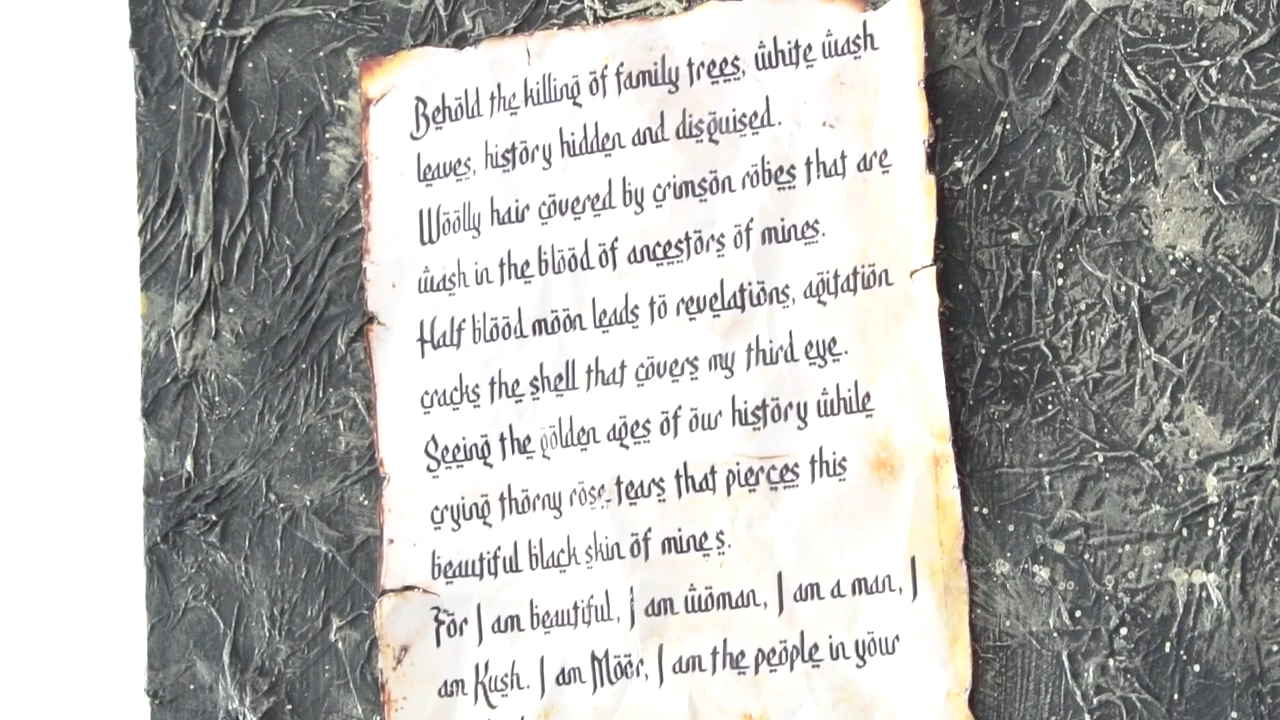 Behold the killing of family trees, white wash
leaves, history hidden and disguised.
Woolly hair covered by crimson robes that are
wash in the blood of ancestors of mines.
Half blood moon leads to revelations, agitation
cracks the shell that covers my third eye.
Seeing the golden ages of our history while
crying thorny rose tears that pierces this
beautiful black skin of mines.
For I am beautiful, I am woman, I am a man, I
am Kush. I am Moor, I am the people in your